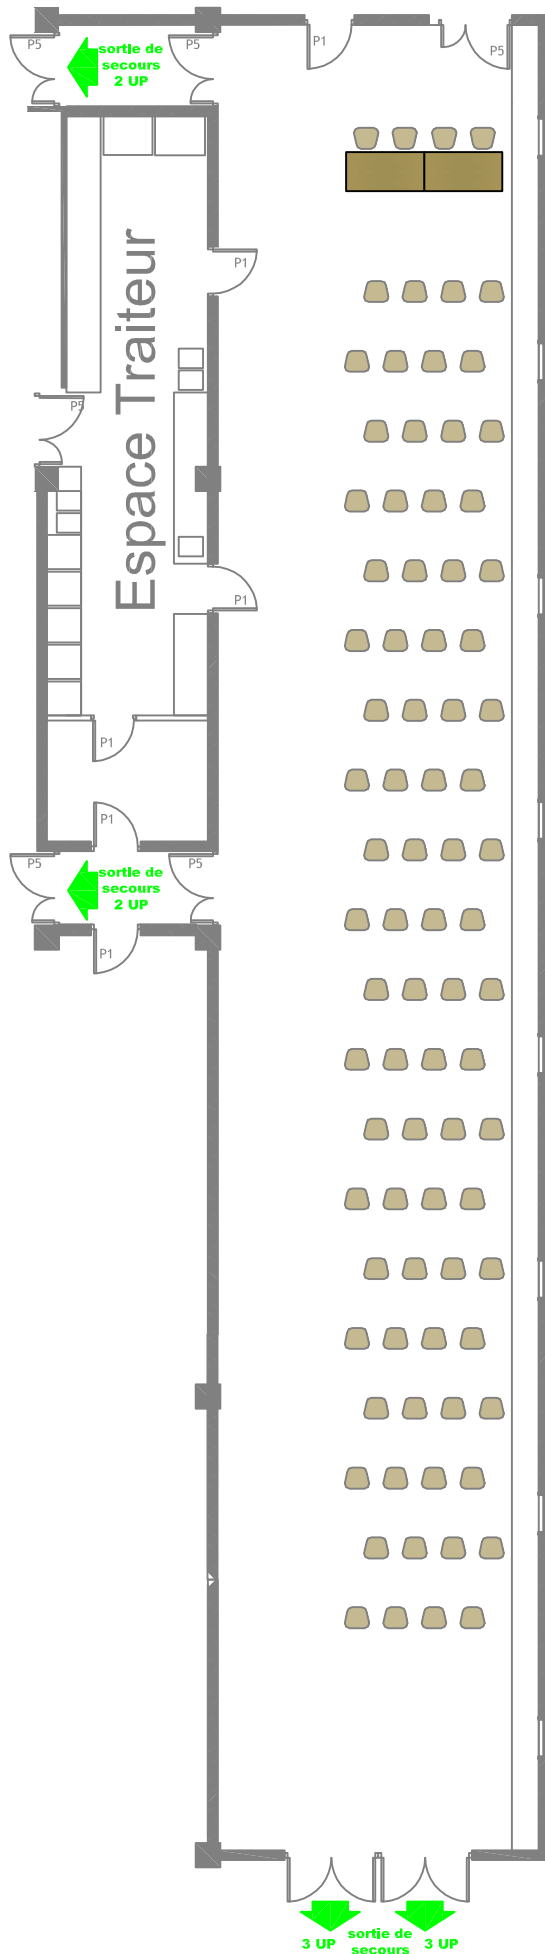 P1
P5
P5
sortie de
secours
2 UP
P5
P1
Espace Traiteur
P5
P1
P1
P1
P5
sortie de
secours
2 UP
P5
P1
3 UP
sortie de
secours
3 UP